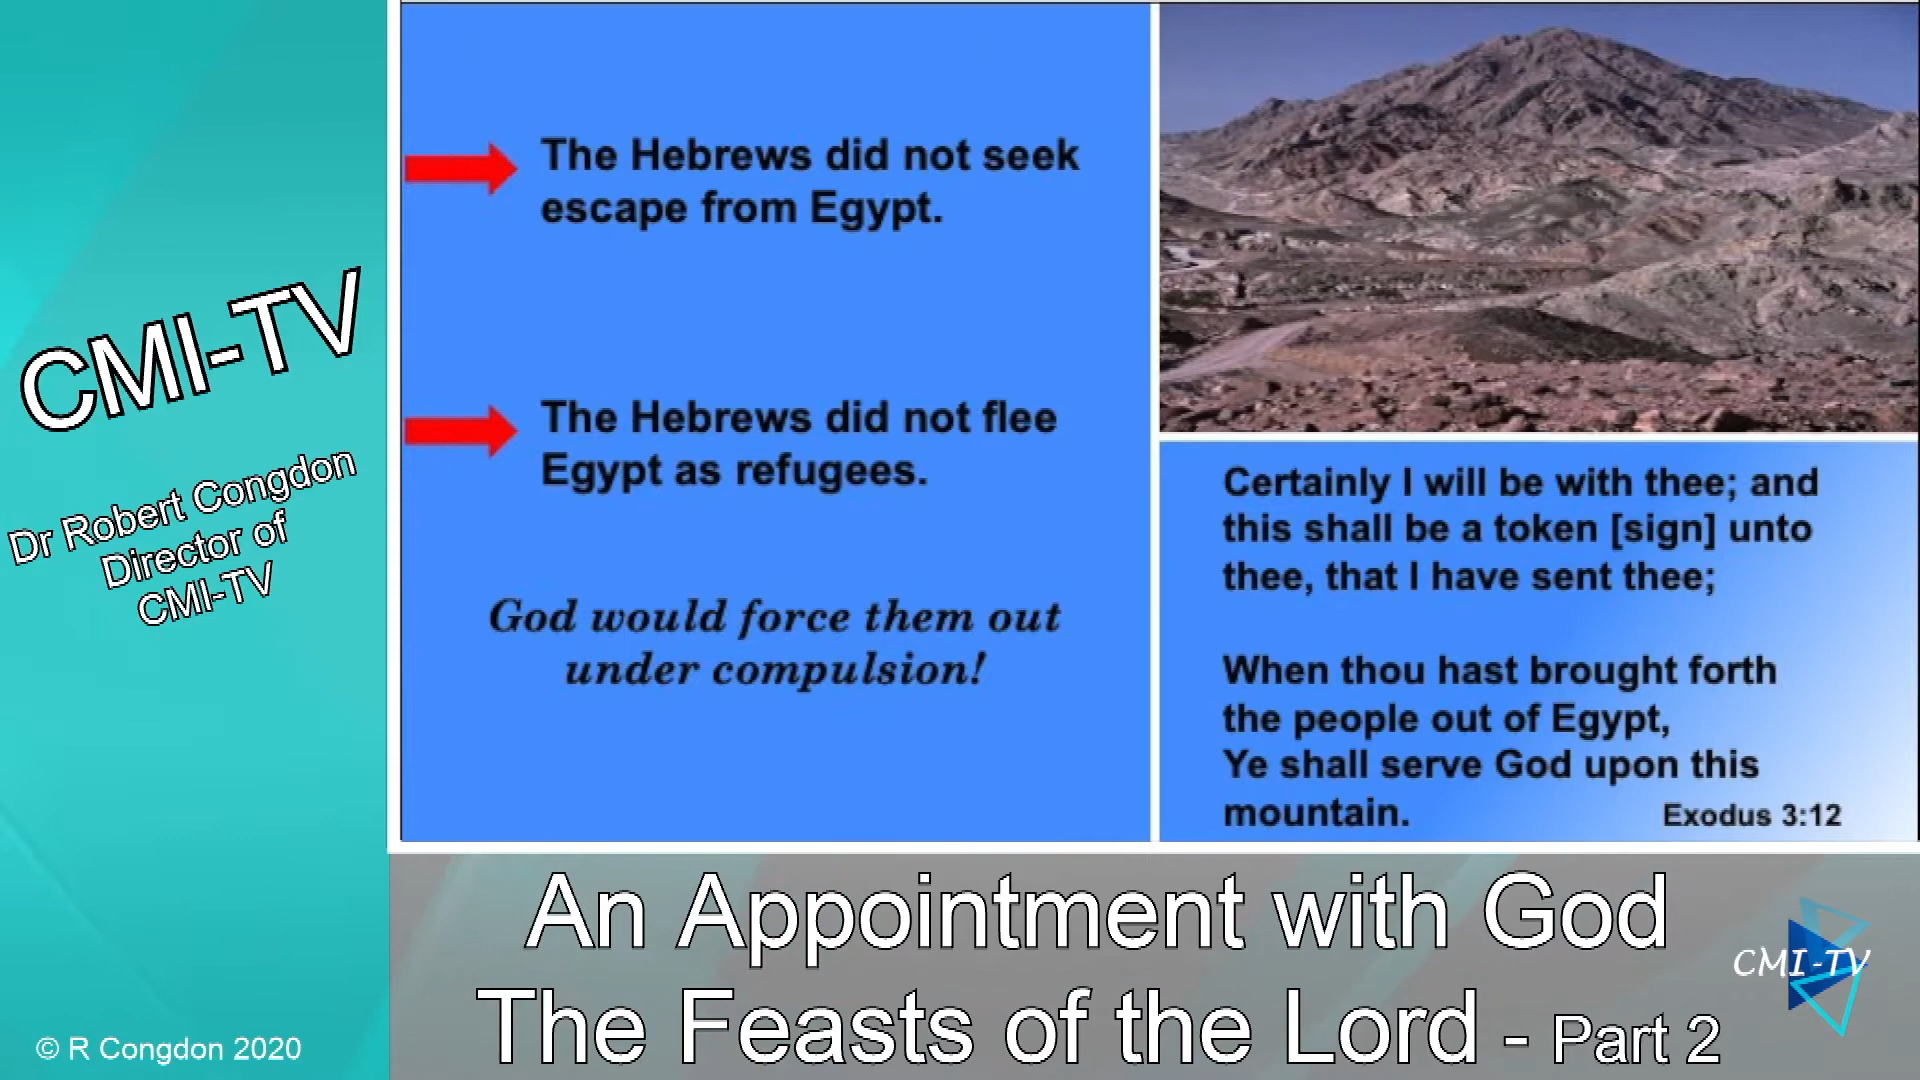 CMI-TV
Dr Robert Congdon
Director of
CMI-TV
© R Congdon 2020
The Hebrews did not seek
escape from Egypt.
The Hebrews did not flee
Egypt as refugees.
God would force them out
under compulsion!
Certainly I will be with thee; and
this shall be a token [sign] unto
thee, that I have sent thee;
When thou hast brought forth
the people out of Egypt,
Ye shall serve God upon this
mountain.
Exodus 3:12
An Appointment with God
The Feasts of the Lord - Part 2
CMI-TV